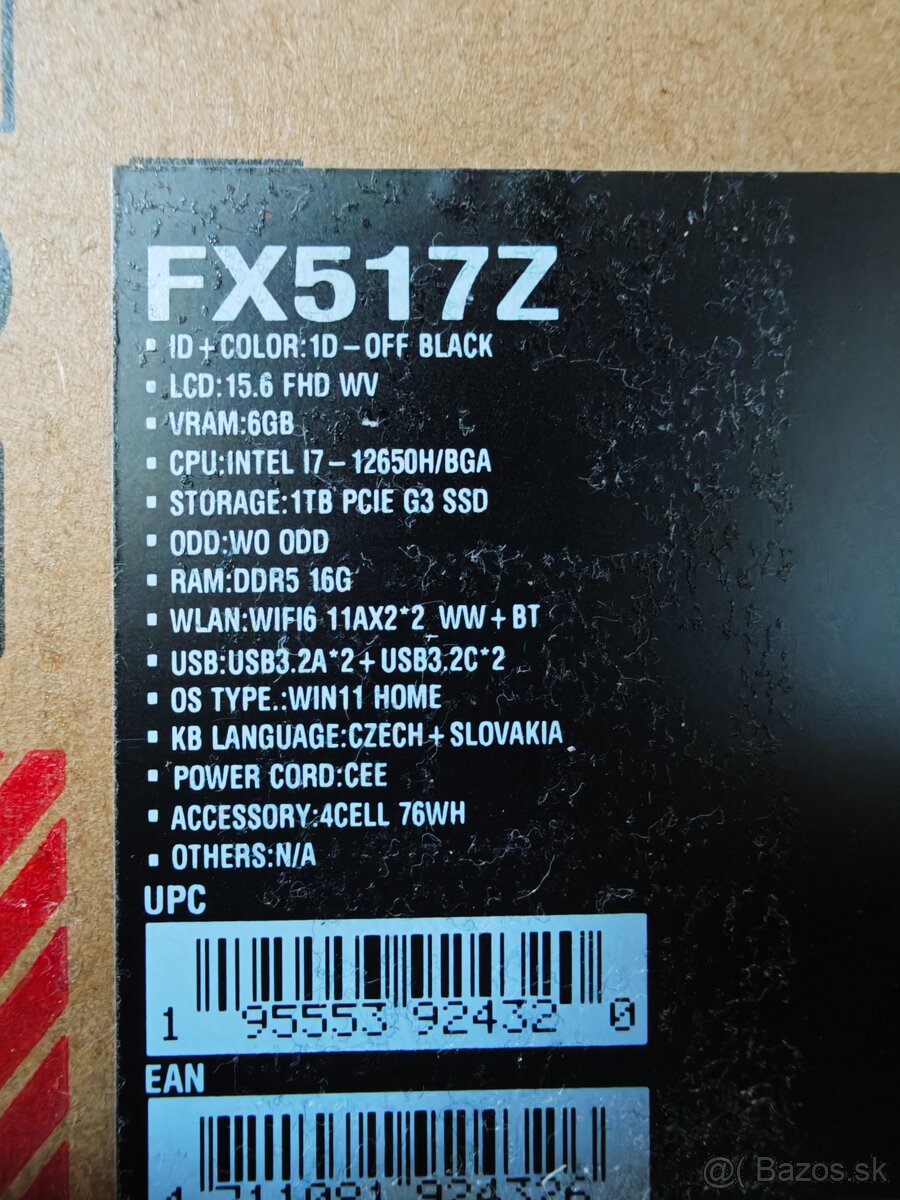 FX517Z
• ID+COLOR:1D-OFF BLACK
• LCD:15.6 FHD WV
• VRAM:6GB
• CPU:INTEL I7-12650H/BGA
• STORAGE:1TB PCIE G3 SSD
• ODD:WO ODD
• RAM:DDR5 16G
• WLAN:WIFI6 11AX2*2 WW+BT
• USB:USB3.2A*2+USB3.2C*2
• OS TYPE.:WIN11 HOME
• KB LANGUAGE:CZECH+SLOVAKIA
• POWER CORD:CEE
• ACCESSORY:4CELL 76WH
• OTHERS:N/A
UPC
1 95553 92432 0
EAN
4 711081 924326
@( Bazos.sk